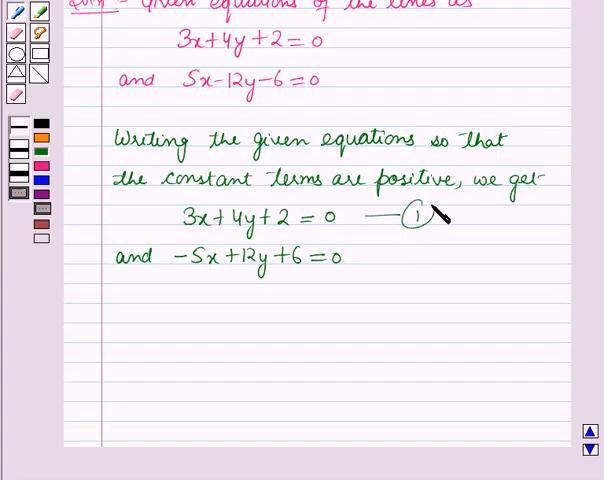 Soln - Given equations of the lines as
3x+4y+2=0
and 5x-12y-6=0
Writing the given equations so that
the constant terms are positive, we get
3x+4y+2=0 —①
and -5x+12y+6=0